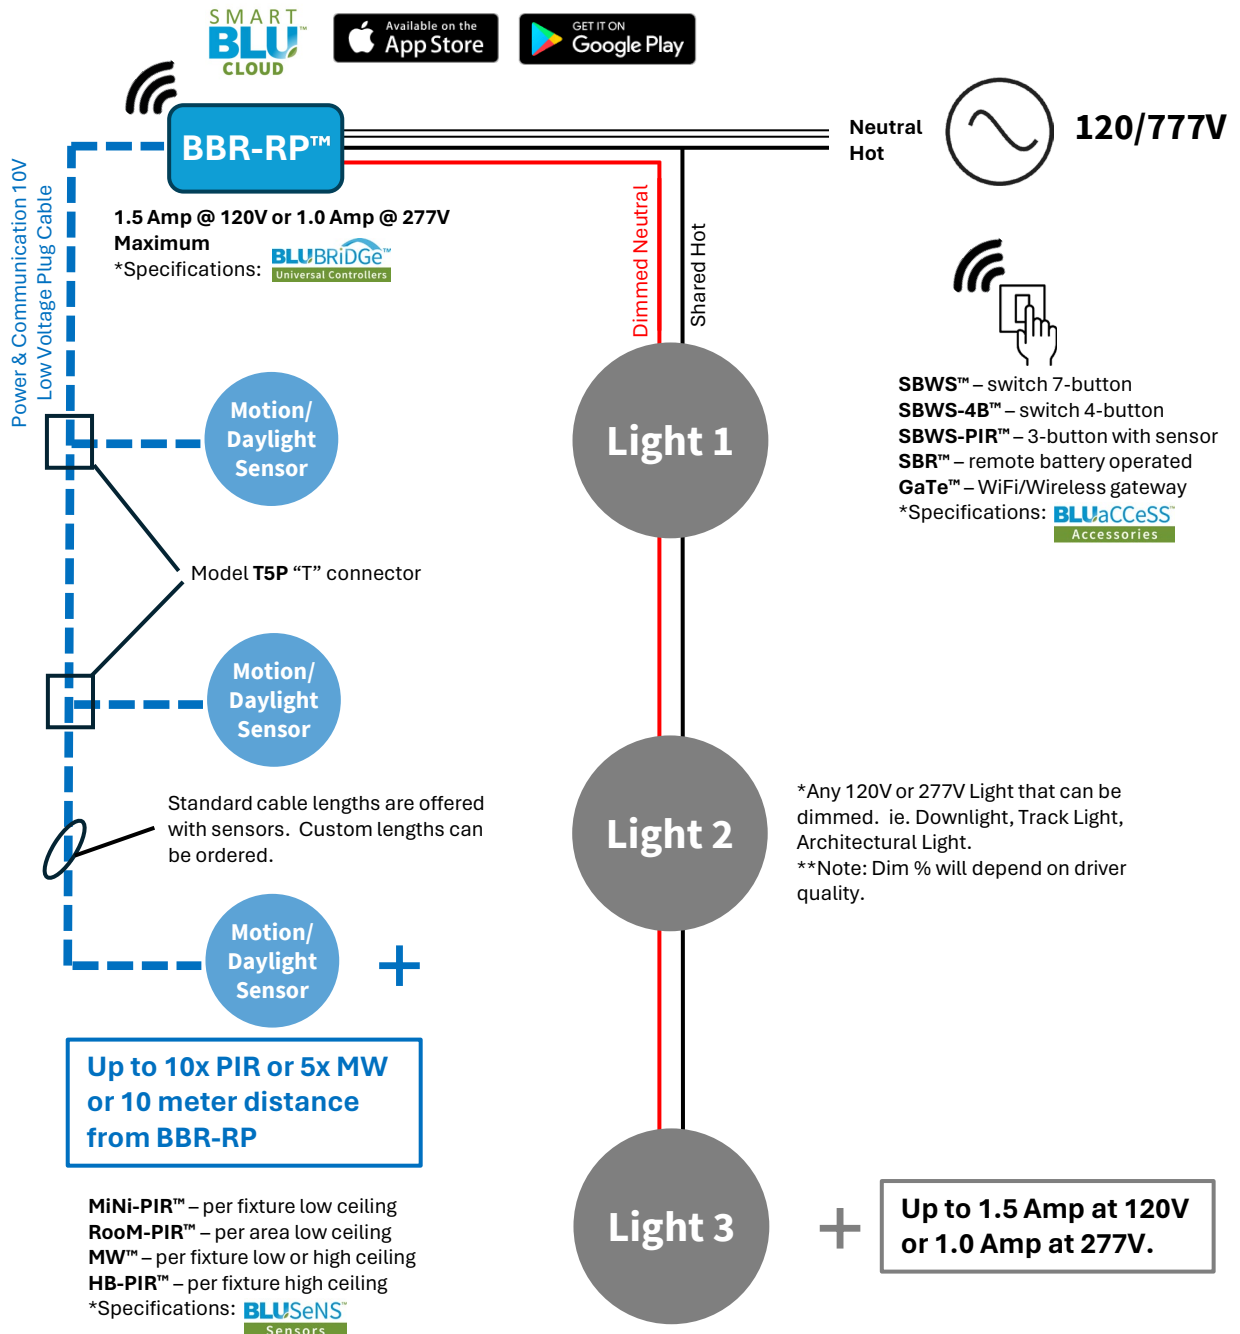 SMART
BLU™
CLOUD
Available on the
App Store
GET IT ON
Google Play
BBR-RP™
Neutral
Hot
120/777V
Power & Communication 10V
Low Voltage Plug Cable
1.5 Amp @ 120V or 1.0 Amp @ 277V
Maximum
*Specifications: BLUBRiDGe™
Universal Controllers
Dimmed Neutral
Shared Hot
SBWS™ – switch 7-button
SBWS-4B™ – switch 4-button
SBWS-PIR™ – 3-button with sensor
SBR™ – remote battery operated
GaTe™ – WiFi/Wireless gateway
*Specifications: BLUaCCeSS™
Accessories
Motion/
Daylight
Sensor
Light 1
Model T5P “T” connector
Motion/
Daylight
Sensor
Standard cable lengths are offered
with sensors.  Custom lengths can
be ordered.
Light 2
*Any 120V or 277V Light that can be
dimmed.  ie. Downlight, Track Light,
Architectural Light.
**Note: Dim % will depend on driver
quality.
Motion/
Daylight
Sensor
+
Up to 10x PIR or 5x MW
or 10 meter distance
from BBR-RP
MiNi-PIR™ – per fixture low ceiling
RooM-PIR™ – per area low ceiling
MW™ – per fixture low or high ceiling
HB-PIR™ – per fixture high ceiling
*Specifications: BLUSeNS™
Sensors
Light 3
+
Up to 1.5 Amp at 120V
or 1.0 Amp at 277V.